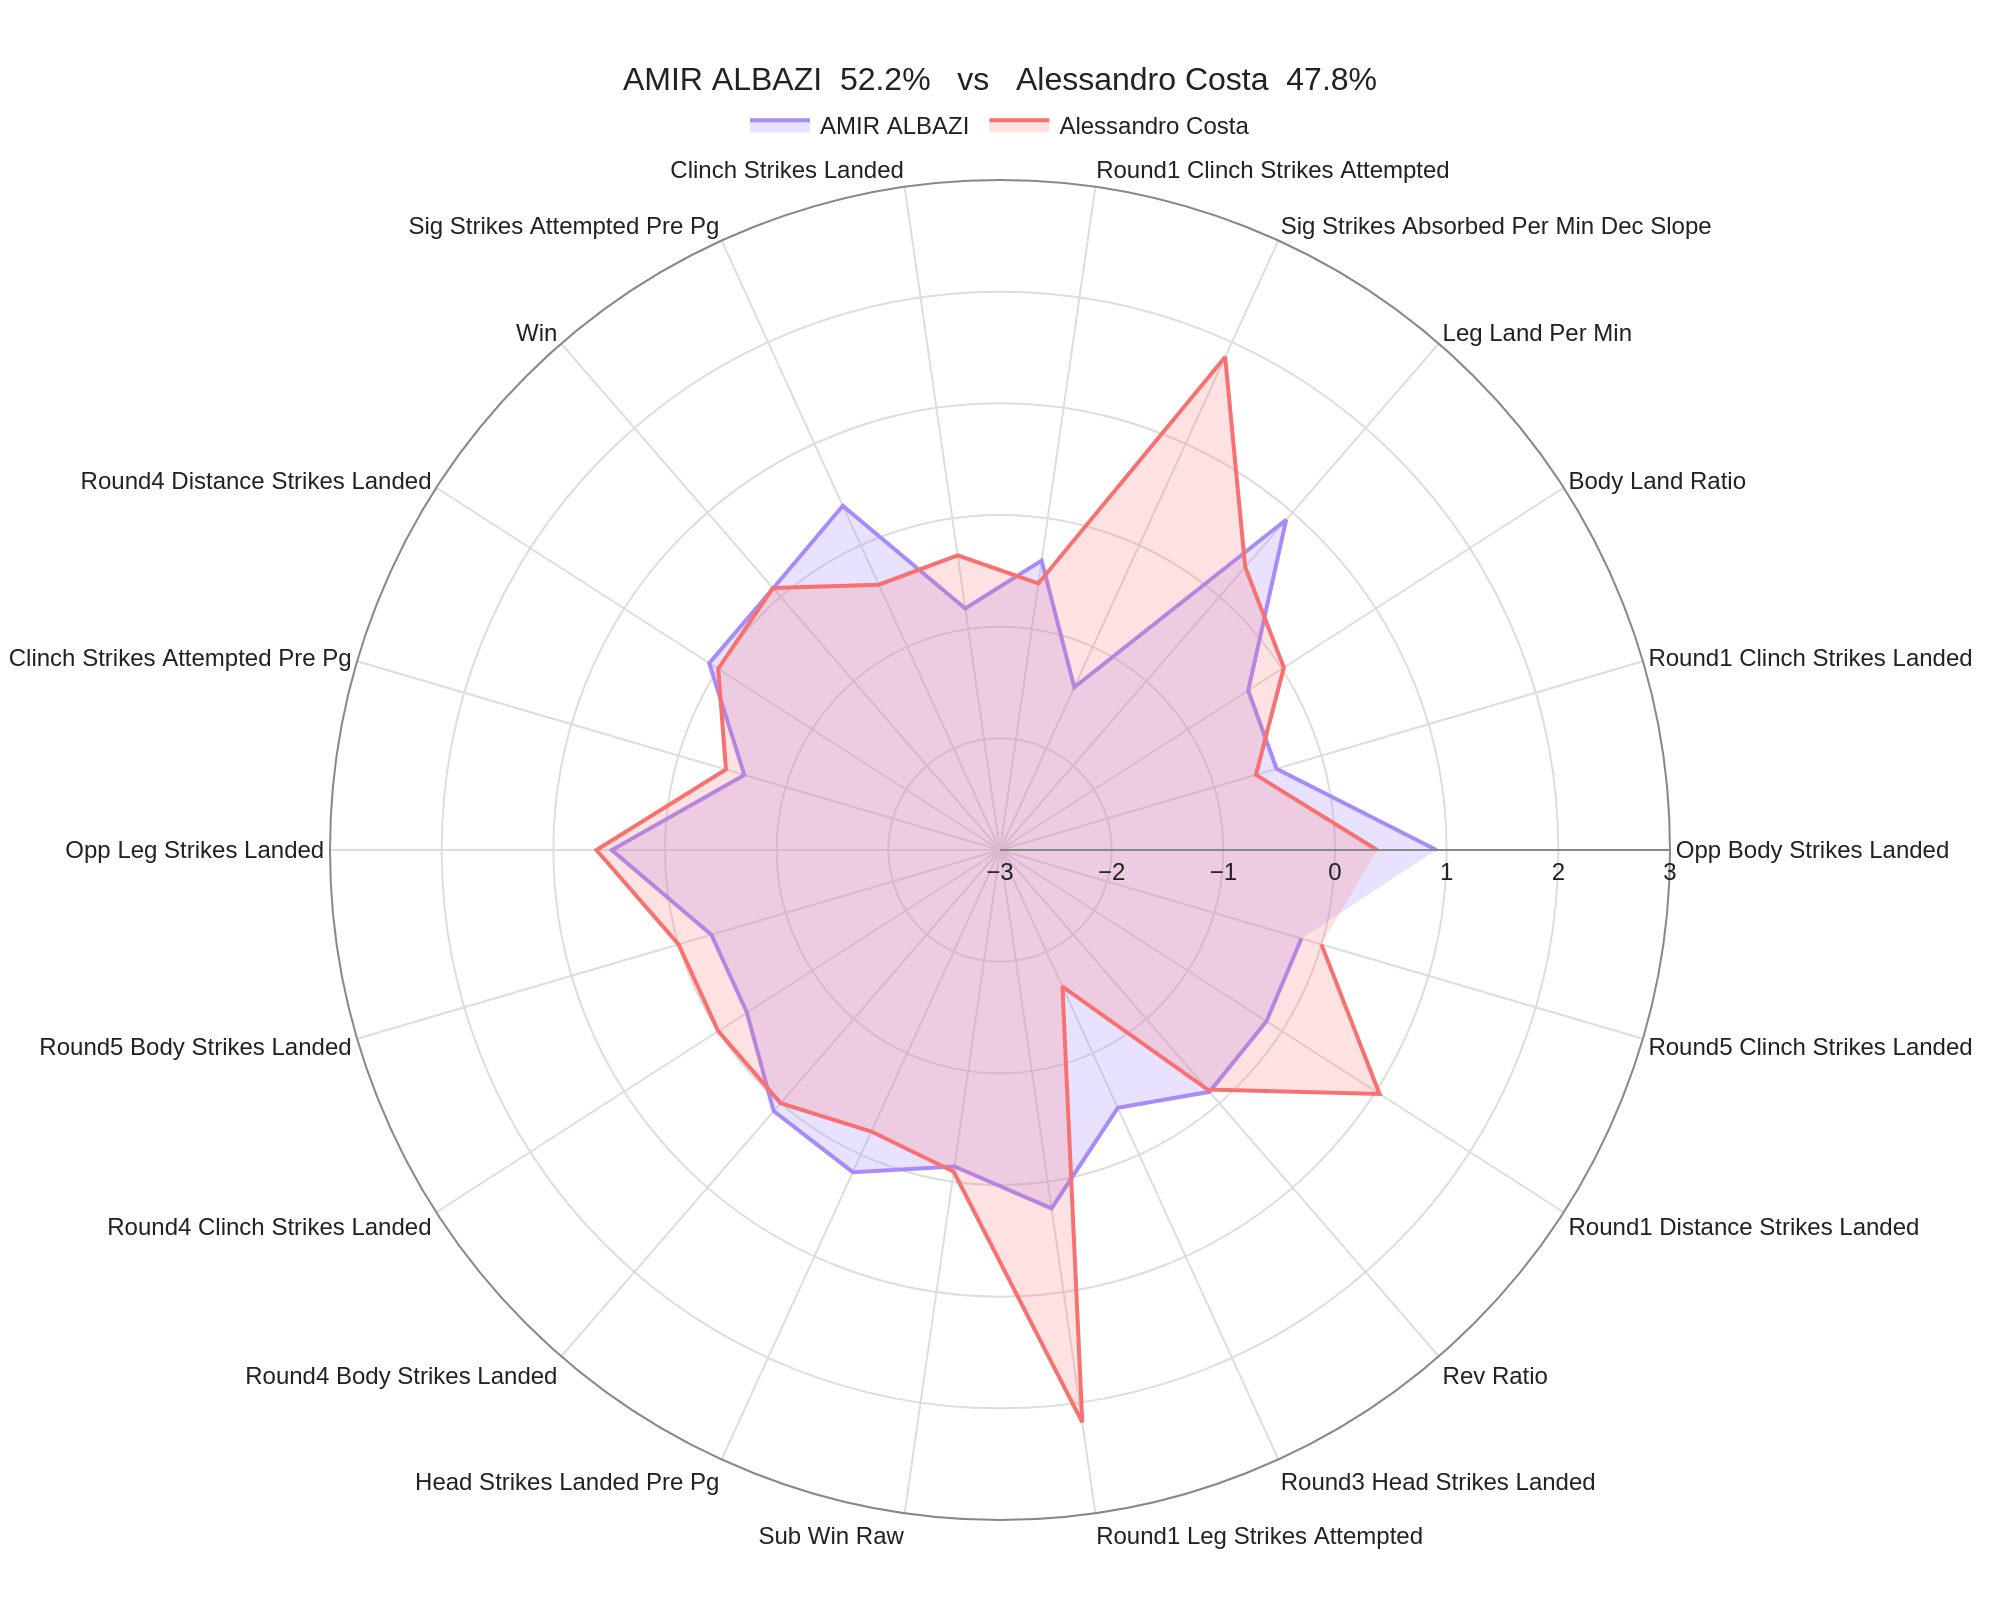 AMIR ALBAZI  52.2%   vs   Alessandro Costa  47.8%
AMIR ALBAZI
Alessandro Costa
Clinch Strikes Landed
Round1 Clinch Strikes Attempted
Sig Strikes Attempted Pre Pg
Sig Strikes Absorbed Per Min Dec Slope
Win
Leg Land Per Min
Round4 Distance Strikes Landed
Body Land Ratio
Clinch Strikes Attempted Pre Pg
Round1 Clinch Strikes Landed
Opp Leg Strikes Landed
Opp Body Strikes Landed
−3
−2
−1
0
1
2
3
Round5 Body Strikes Landed
Round5 Clinch Strikes Landed
Round4 Clinch Strikes Landed
Round1 Distance Strikes Landed
Round4 Body Strikes Landed
Rev Ratio
Head Strikes Landed Pre Pg
Round3 Head Strikes Landed
Sub Win Raw
Round1 Leg Strikes Attempted